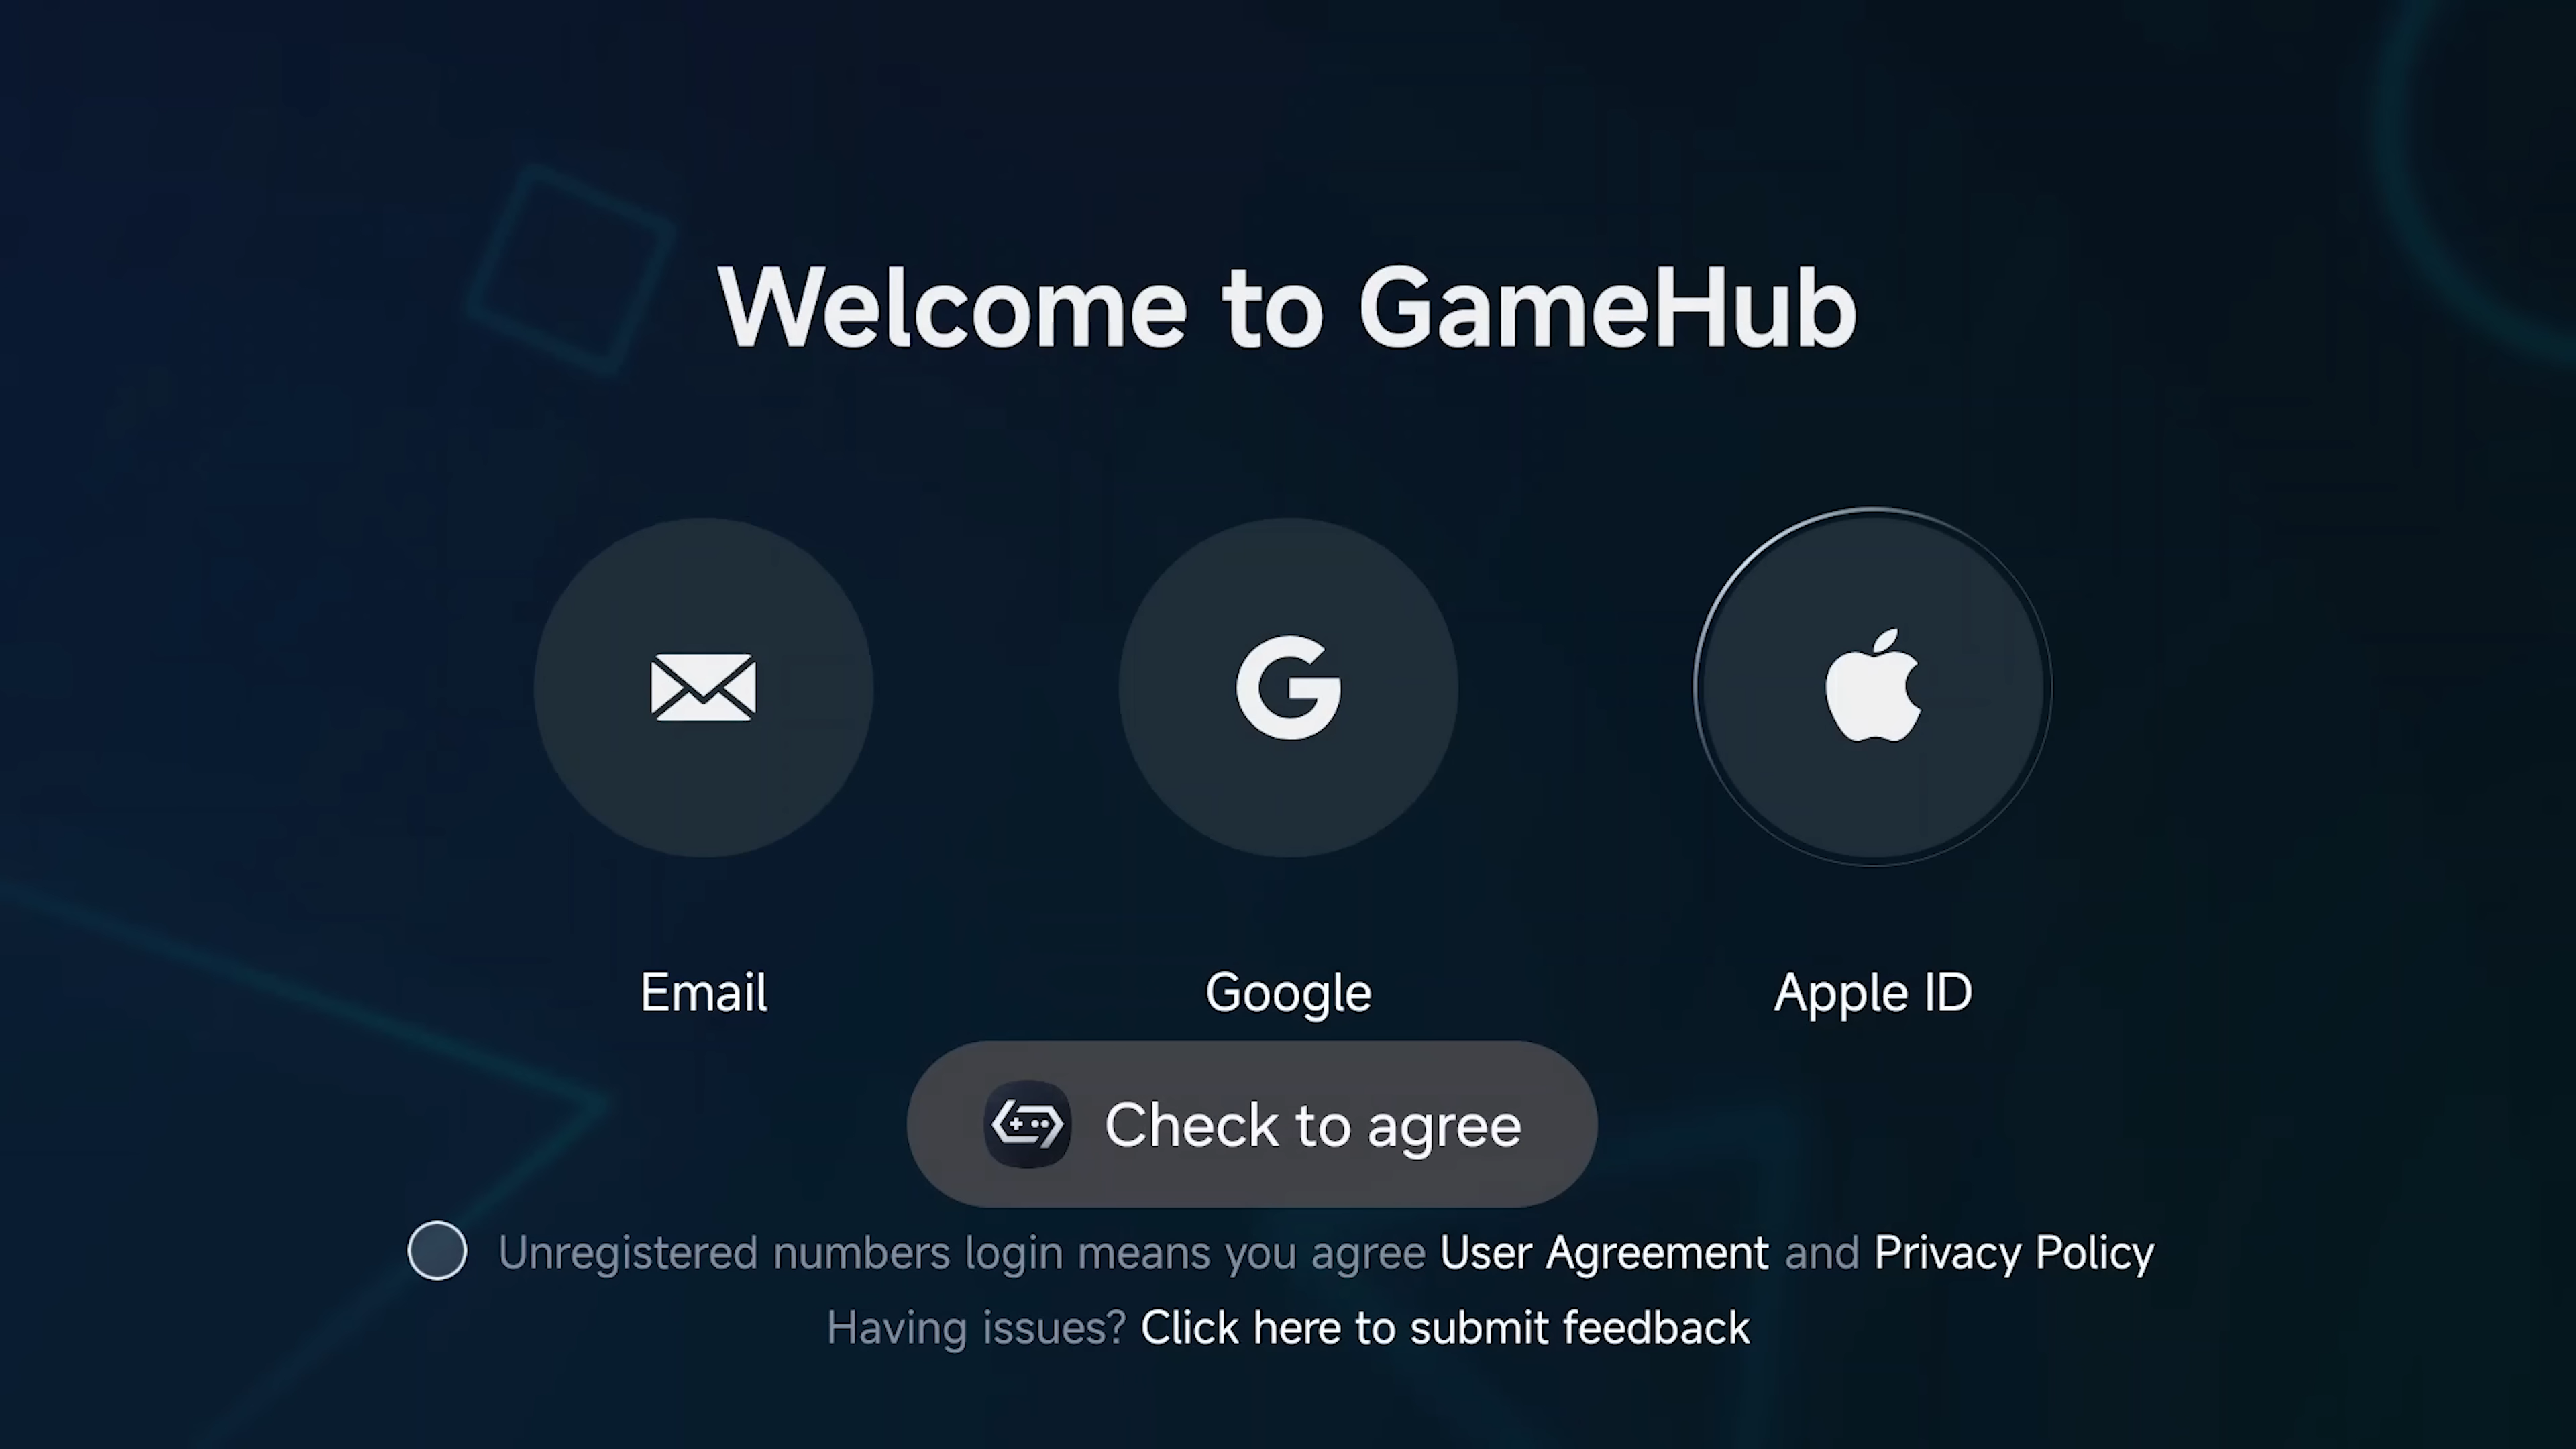 Welcome to GameHub
Email
Google
Apple ID
Check to agree
Unregistered numbers login means you agree User Agreement and Privacy Policy
Having issues? Click here to submit feedback